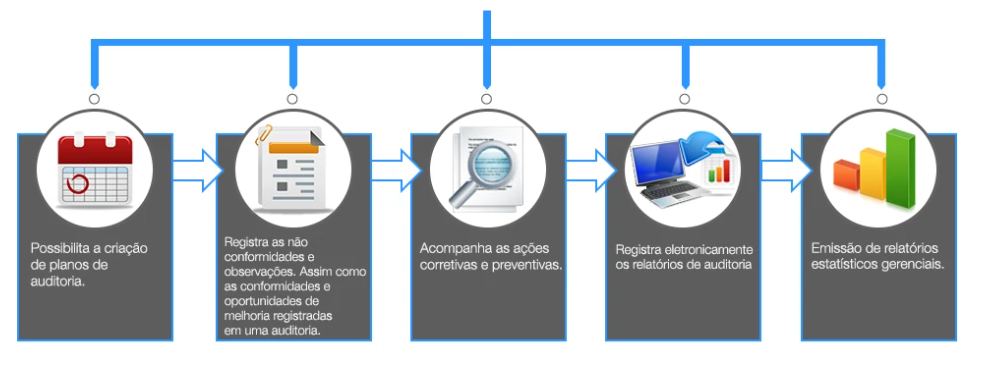 Possibilita a criação
de planos de
auditoria.
Registra as não
conformidades e
observações. Assim como
as conformidades e
oportunidades de
melhoria registradas
em uma auditoria.
Acompanha as ações
corretivas e preventivas.
Registra eletronicamente
os relatórios de auditoria
Emissão de relatórios
estatísticos gerenciais.